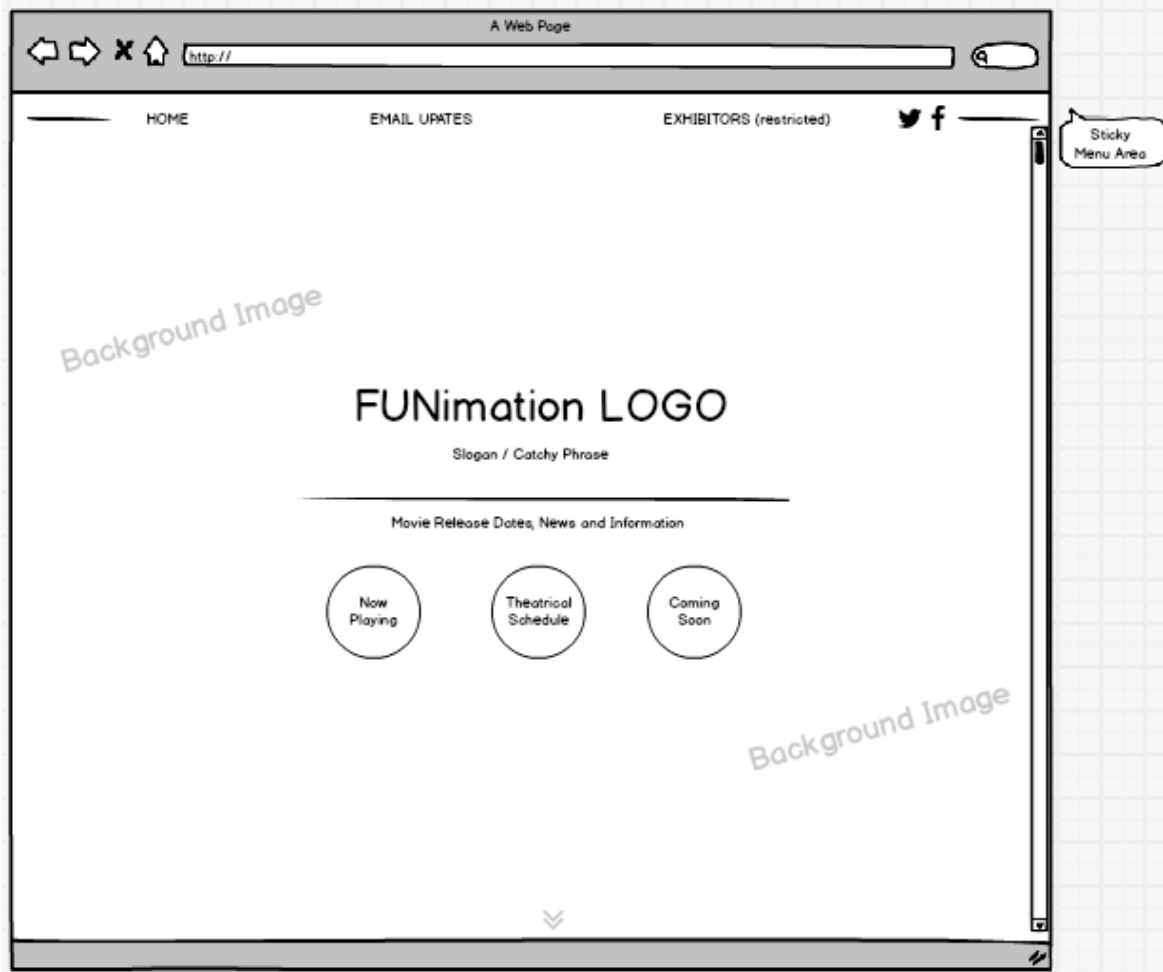 A Web Page
http://
HOME
EMAIL UPATES
EXHIBITORS (restricted)
Sticky
Menu Area
Background Image
FUNimation LOGO
Slogan / Catchy Phrase
Movie Release Dates, News and Information
Now
Playing
Theatrical
Schedule
Coming
Soon
Background Image